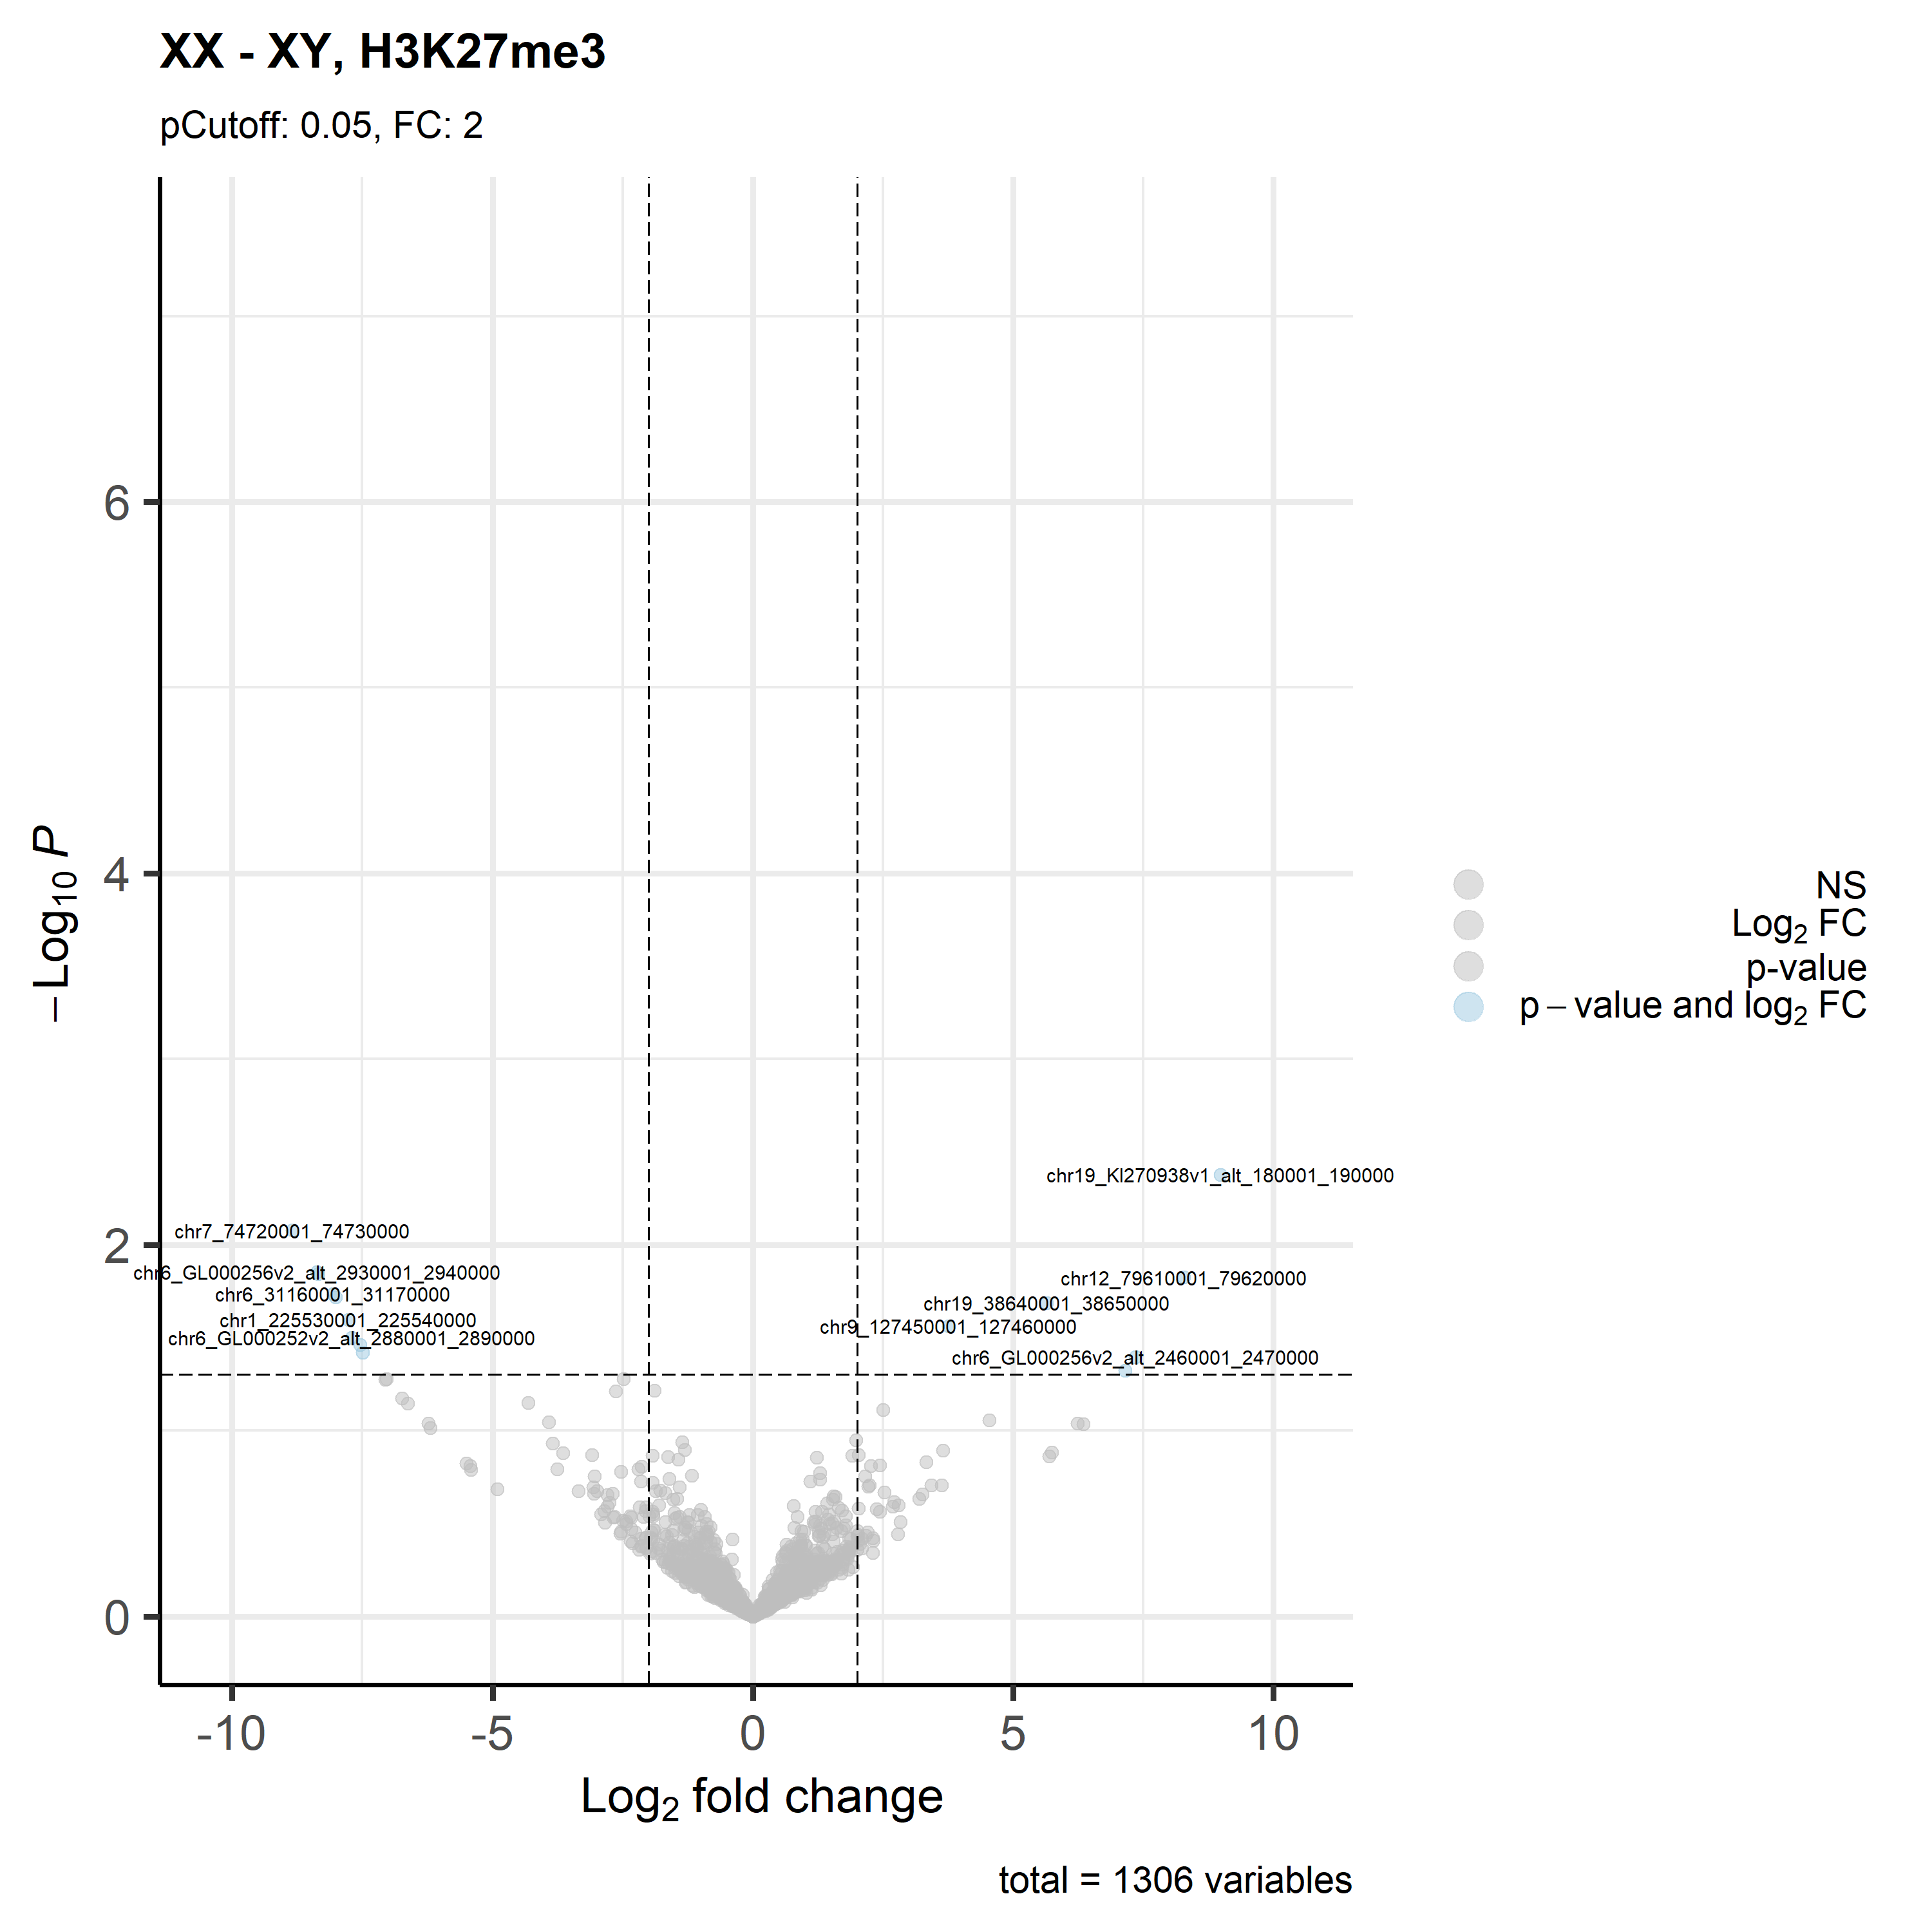 XX - XY, H3K27me3
pCutoff: 0.05, FC: 2
−Log10 P
6
4
2
0
chr19_KI270938v1_alt_180001_190000
chr7_74720001_74730000
chr6_GL000256v2_alt_2930001_2940000
chr12_79610001_79620000
chr6_31160001_31170000
chr19_38640001_38650000
chr1_225530001_225540000
chr9_127450001_127460000
chr6_GL000252v2_alt_2880001_2890000
chr6_GL000256v2_alt_2460001_2470000
-10
-5
0
5
10
Log2 fold change
NS
Log2 FC
p-value
p − value and log2 FC
total = 1306 variables